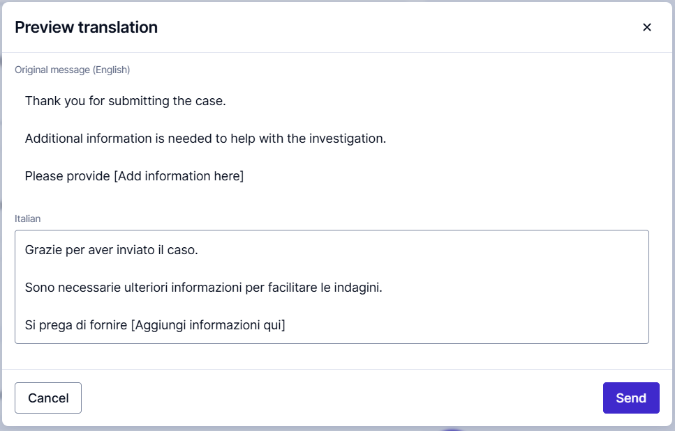 Preview translation
Original message (English)
Thank you for submitting the case.
Additional information is needed to help with the investigation.
Please provide [Add information here]
Italian
Grazie per aver inviato il caso.
Sono necessarie ulteriori informazioni per facilitare le indagini.
Si prega di fornire [Aggiungi informazioni qui]
Cancel
Send